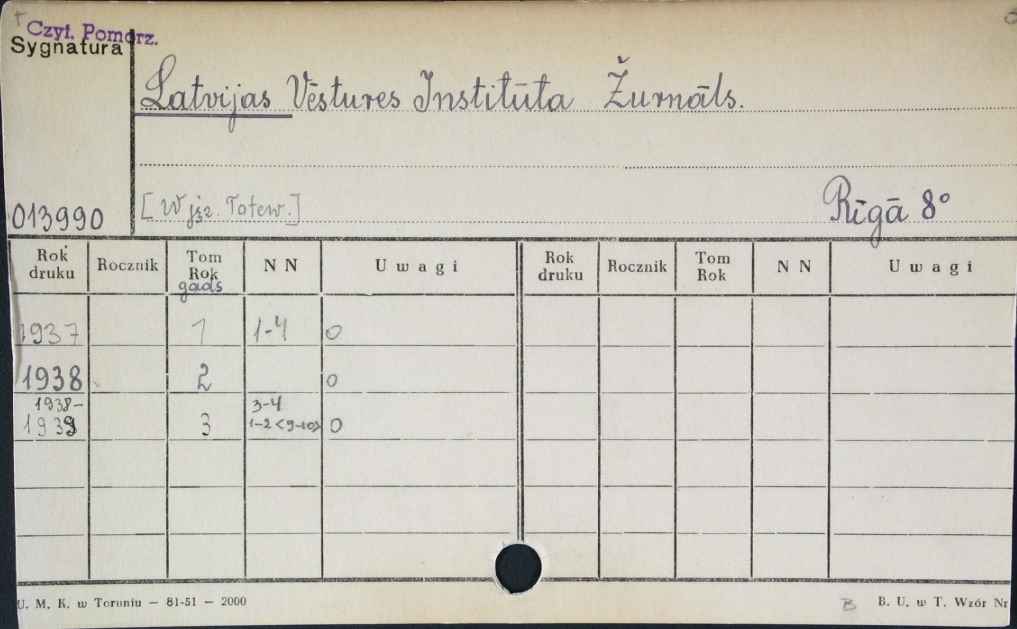 Czyt. Pomorz.
Sygnatura
Latvijas Vēstures Institūta Žurnāls.
[W jęz. Łotew.]
Rīgā 8°
013990
Rok druku Rocznik Tom Rok gads N N Uwagi Rok druku Rocznik Tom Rok N N Uwagi
1937 1 1-4 0
1938 2 0
1938- 3-4
1939 3 1-2 <9-10> 0
U. M. K. w Toruniu — 81-51 — 2000
B B. U. w T. Wzór Nr